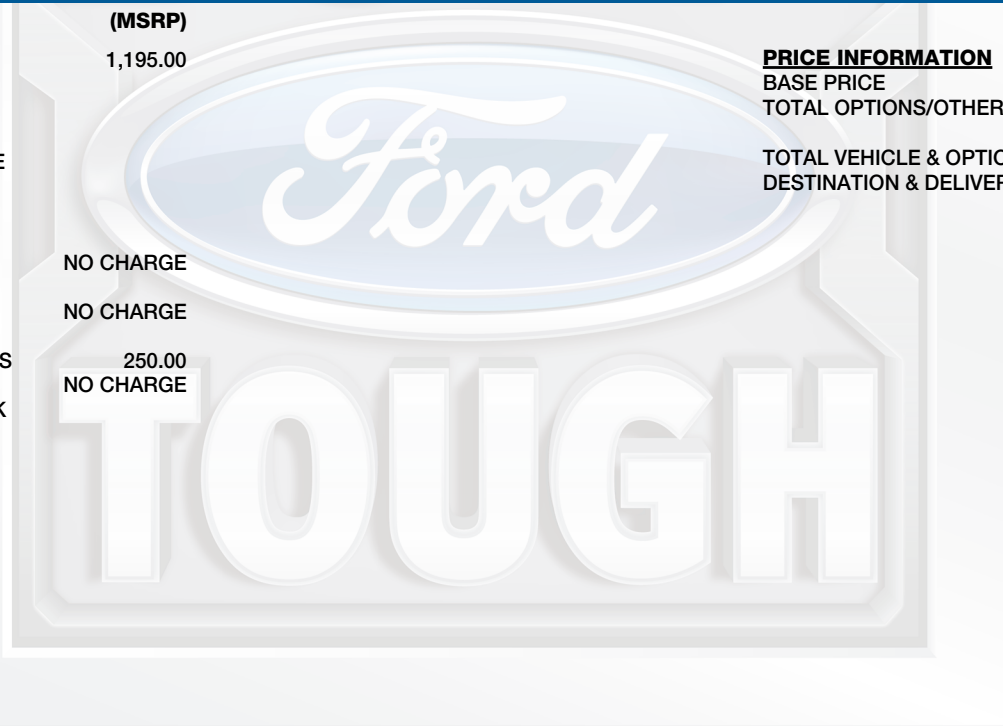 (MSRP)
1,195.00
E
NO CHARGE
NO CHARGE
S 250.00
NO CHARGE
K
PRICE INFORMATION
BASE PRICE
TOTAL OPTIONS/OTHER
TOTAL VEHICLE & OPTIO
DESTINATION & DELIVER
Ford
TOUGH